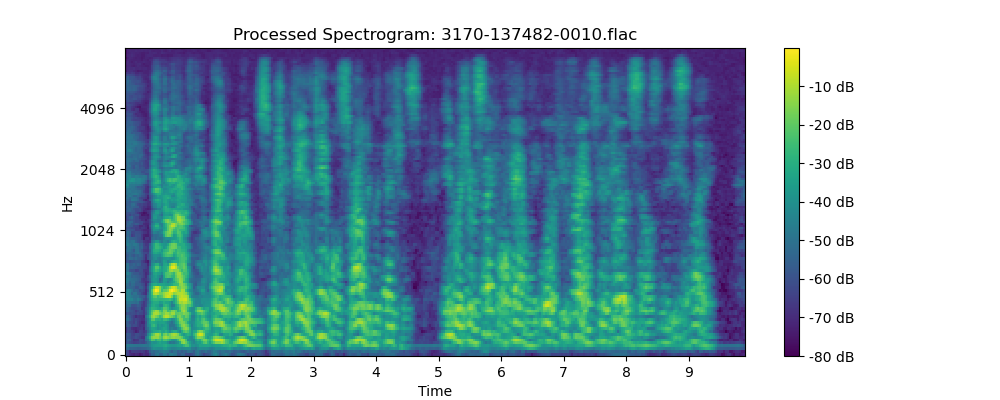 Processed Spectrogram: 3170-137482-0010.flac
Hz
4096
2048
1024
512
0
0 1 2 3 4 5 6 7 8 9
Time
-10 dB
-20 dB
-30 dB
-40 dB
-50 dB
-60 dB
-70 dB
-80 dB